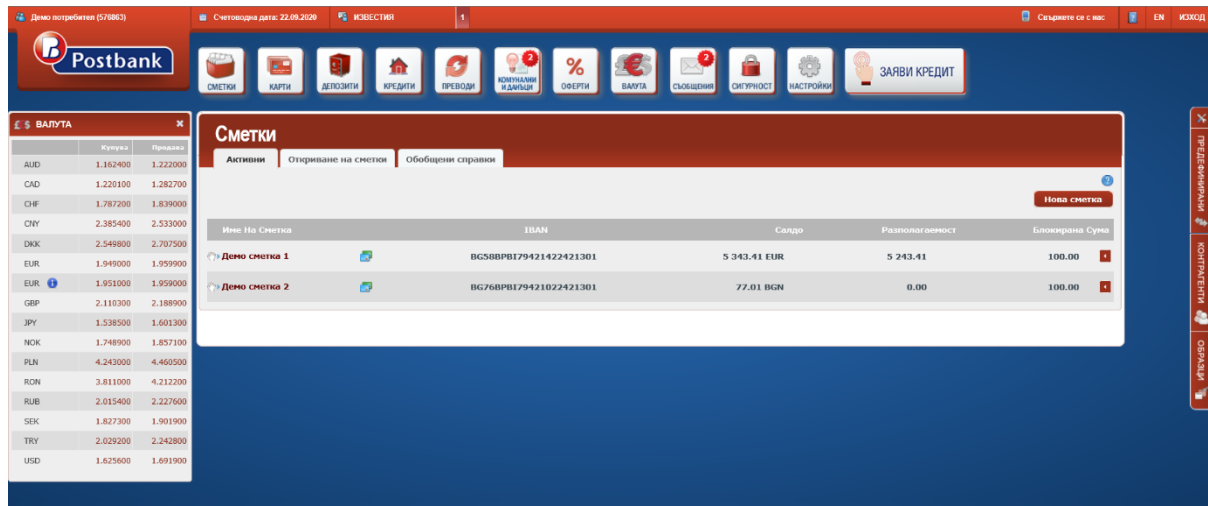 Демо потребител (576863) Счетоводна дата: 22.09.2020 ИЗВЕСТИЯ 1 Свържете се с нас EN ИЗХОД
Postbank
СМЕТКИ КАРТИ ДЕПОЗИТИ КРЕДИТИ ПРЕВОДИ КОМУНАЛНИ И ДАНЪЦИ 2 ОФЕРТИ ВАЛУТА СЪОБЩЕНИЯ 2 СИГУРНОСТ НАСТРОЙКИ ЗАЯВИ КРЕДИТ
£ $ ВАЛУТА
Купува Продава
AUD 1.162400 1.222000
CAD 1.220100 1.282700
CHF 1.787200 1.839000
CNY 2.385400 2.533000
DKK 2.549800 2.707500
EUR 1.949000 1.959900
EUR 1.951000 1.959000
GBP 2.110300 2.188900
JPY 1.538500 1.601300
NOK 1.748900 1.857100
PLN 4.243000 4.460500
RON 3.811000 4.212200
RUB 2.015400 2.227600
SEK 1.827300 1.901900
TRY 2.029200 2.242800
USD 1.625600 1.691900
Сметки
Активни Откриване на сметки Обобщени справки
Нова сметка
Име На Сметка IBAN Салдо Разполагаемост Блокирана Сума
Демо сметка 1 BG58BPBI79421422421301 5 343.41 EUR 5 243.41 100.00
Демо сметка 2 BG76BPBI79421022421301 77.01 BGN 0.00 100.00
ПРЕДЕФИНИРАНИ
КОНТРАГЕНТИ
ОБРАЗЦИ